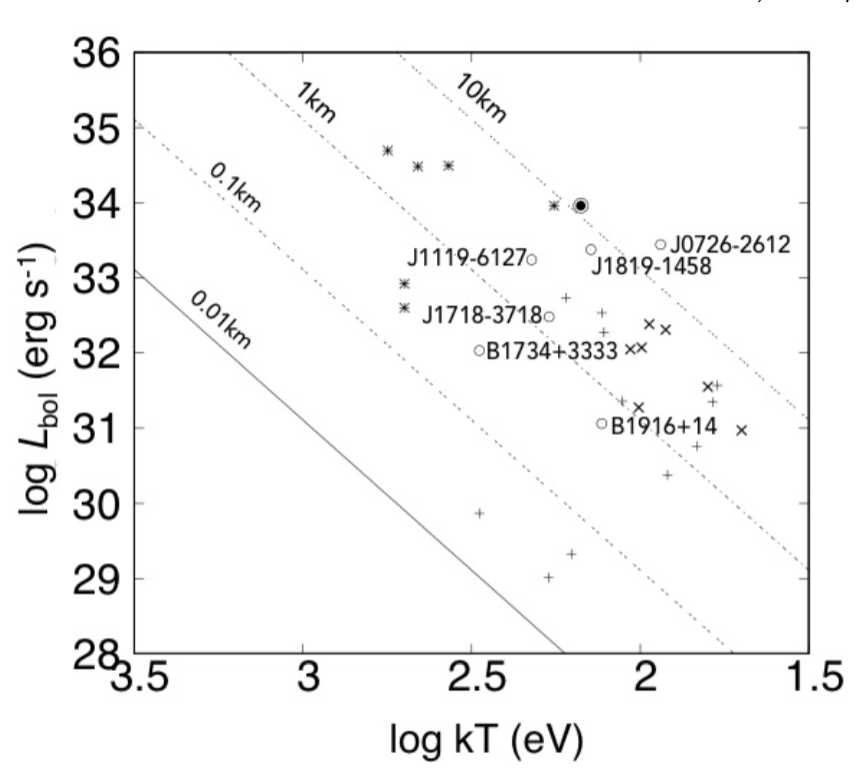 36
35
34
33
32
31
30
29
28
3.5
3
2.5
2
1.5
log kT (eV)
log Lbol (erg s-1)
1km
10km
0.1km
0.01km
J0726-2612
J1119-6127
J1819-1458
J1718-3718
B1734+3333
B1916+14